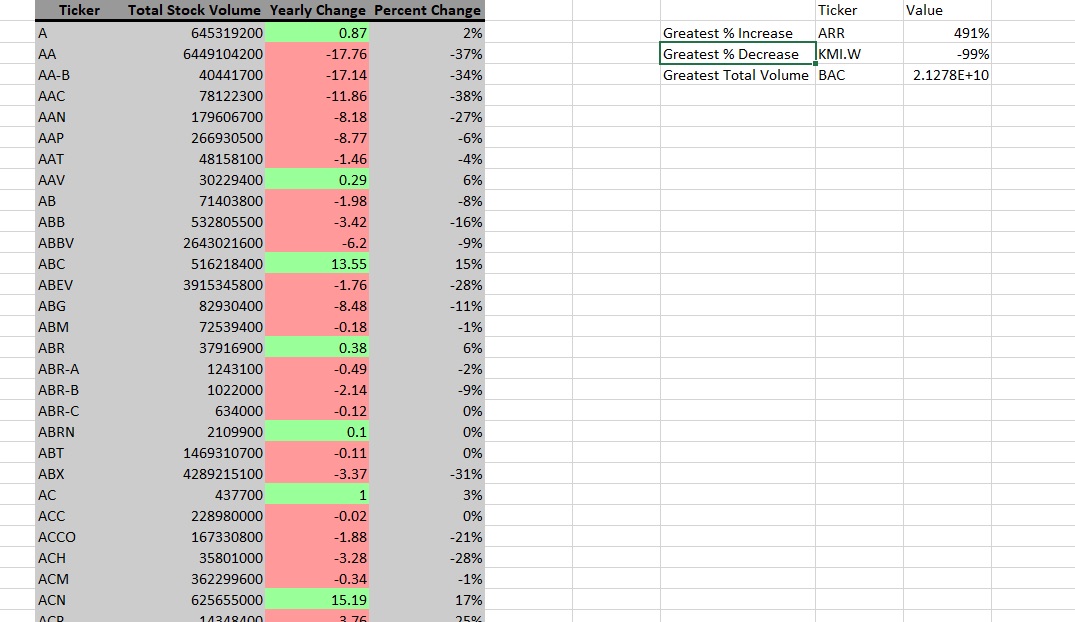 Ticker Total Stock Volume Yearly Change Percent Change Ticker Value
A 645319200 0.87 2% Greatest % Increase ARR 491%
AA 6449104200 -17.76 -37% Greatest % Decrease KMI.W -99%
AA-B 40441700 -17.14 -34% Greatest Total Volume BAC 2.1278E+10
AAC 78122300 -11.86 -38%
AAN 179606700 -8.18 -27%
AAP 266930500 -8.77 -6%
AAT 48158100 -1.46 -4%
AAV 30229400 0.29 6%
AB 71403800 -1.98 -8%
ABB 532805500 -3.42 -16%
ABBV 2643021600 -6.2 -9%
ABC 516218400 13.55 15%
ABEV 3915345800 -1.76 -28%
ABG 82930400 -8.48 -11%
ABM 72539400 -0.18 -1%
ABR 37916900 0.38 6%
ABR-A 1243100 -0.49 -2%
ABR-B 1022000 -2.14 -9%
ABR-C 634000 -0.12 0%
ABRN 2109900 0.1 0%
ABT 1469310700 -0.11 0%
ABX 4289215100 -3.37 -31%
AC 437700 1 3%
ACC 228980000 -0.02 0%
ACCO 167330800 -1.88 -21%
ACH 35801000 -3.28 -28%
ACM 362299600 -0.34 -1%
ACN 625655000 15.19 17%